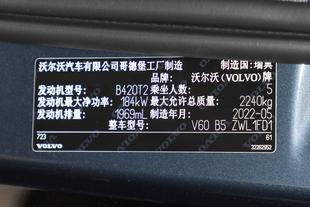 沃尔沃汽车有限公司哥德堡工厂制造 制造国:瑞典
品牌: 沃尔沃(VOLVO)牌
发动机型号: B420T2 乘坐人数: 5
发动机最大净功率: 184kW 最大允许总质量: 2240kg
发动机排量: 1969mL 制造年月: 2022-05
整车型号: V60 B5 ZWL1FD1
723 61
VOLVO 32262952